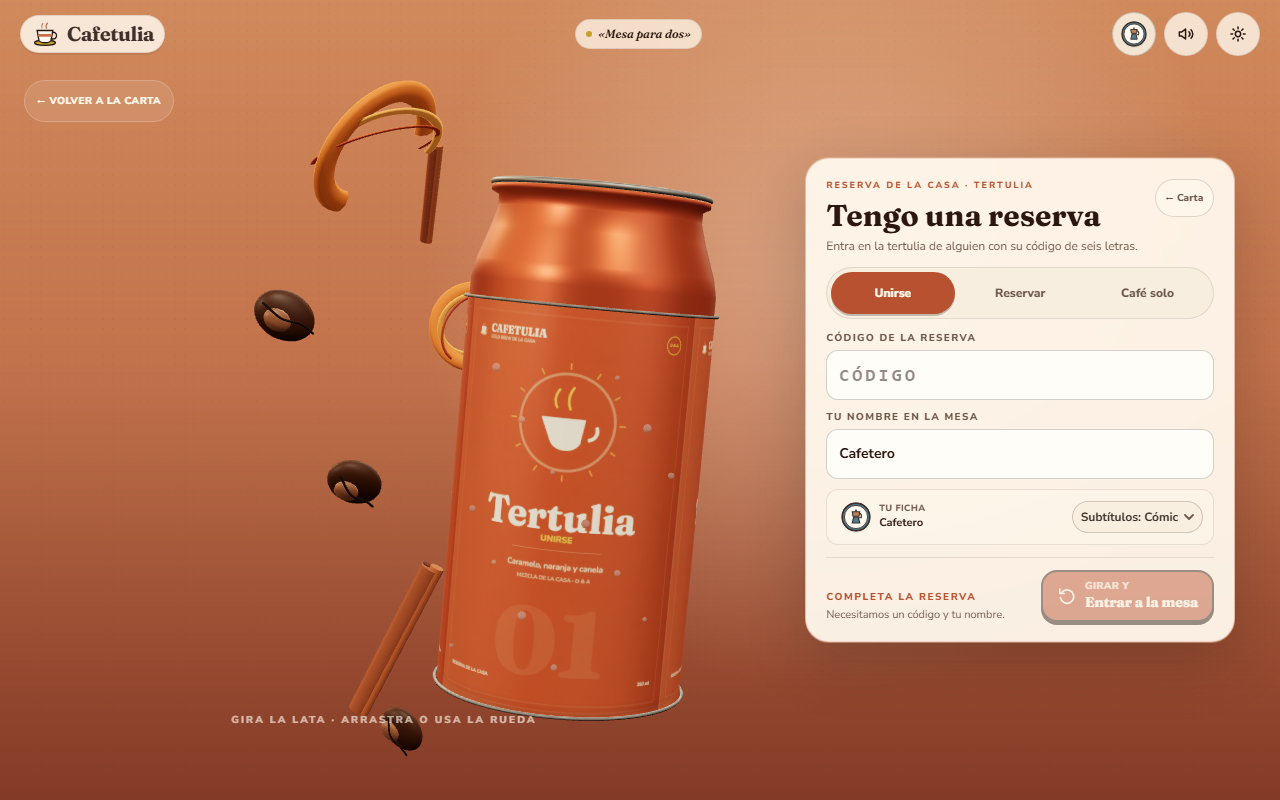 Cafetulia
«Mesa para dos»
← VOLVER A LA CARTA
CAFETULIA
Tertulia
UNIRSE
Caramelo, naranja y canela
MEZCLA DE LA CASA · O & A
01
GIRA LA LATA · ARRASTRA O USA LA RUEDA
RESERVA DE LA CASA · TERTULIA
Tengo una reserva
← Carta
Entra en la tertulia de alguien con su código de seis letras.
Unirse
Reservar
Café solo
CÓDIGO DE LA RESERVA
CÓDIGO
TU NOMBRE EN LA MESA
Cafetero
TU FICHA
Cafetero
Subtítulos: Cómic
COMPLETA LA RESERVA
Necesitamos un código y tu nombre.
GIRAR Y
Entrar a la mesa